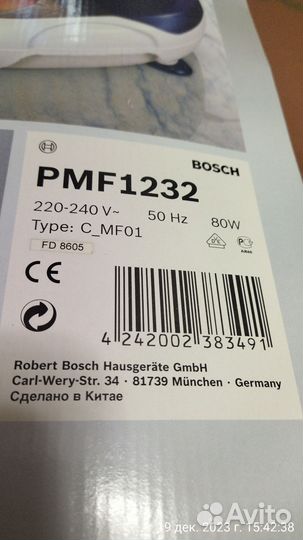 BOSCH
PMF1232
220-240 V~ 50 Hz 80W
Type: C_MF01
FD 8605
CE
4 242002 383491
Robert Bosch Hausgeräte GmbH
Carl-Wery-Str. 34 · 81739 München · Germany
Сделано в Китае
9 дек. 2023 г. 15:42:38
Avito